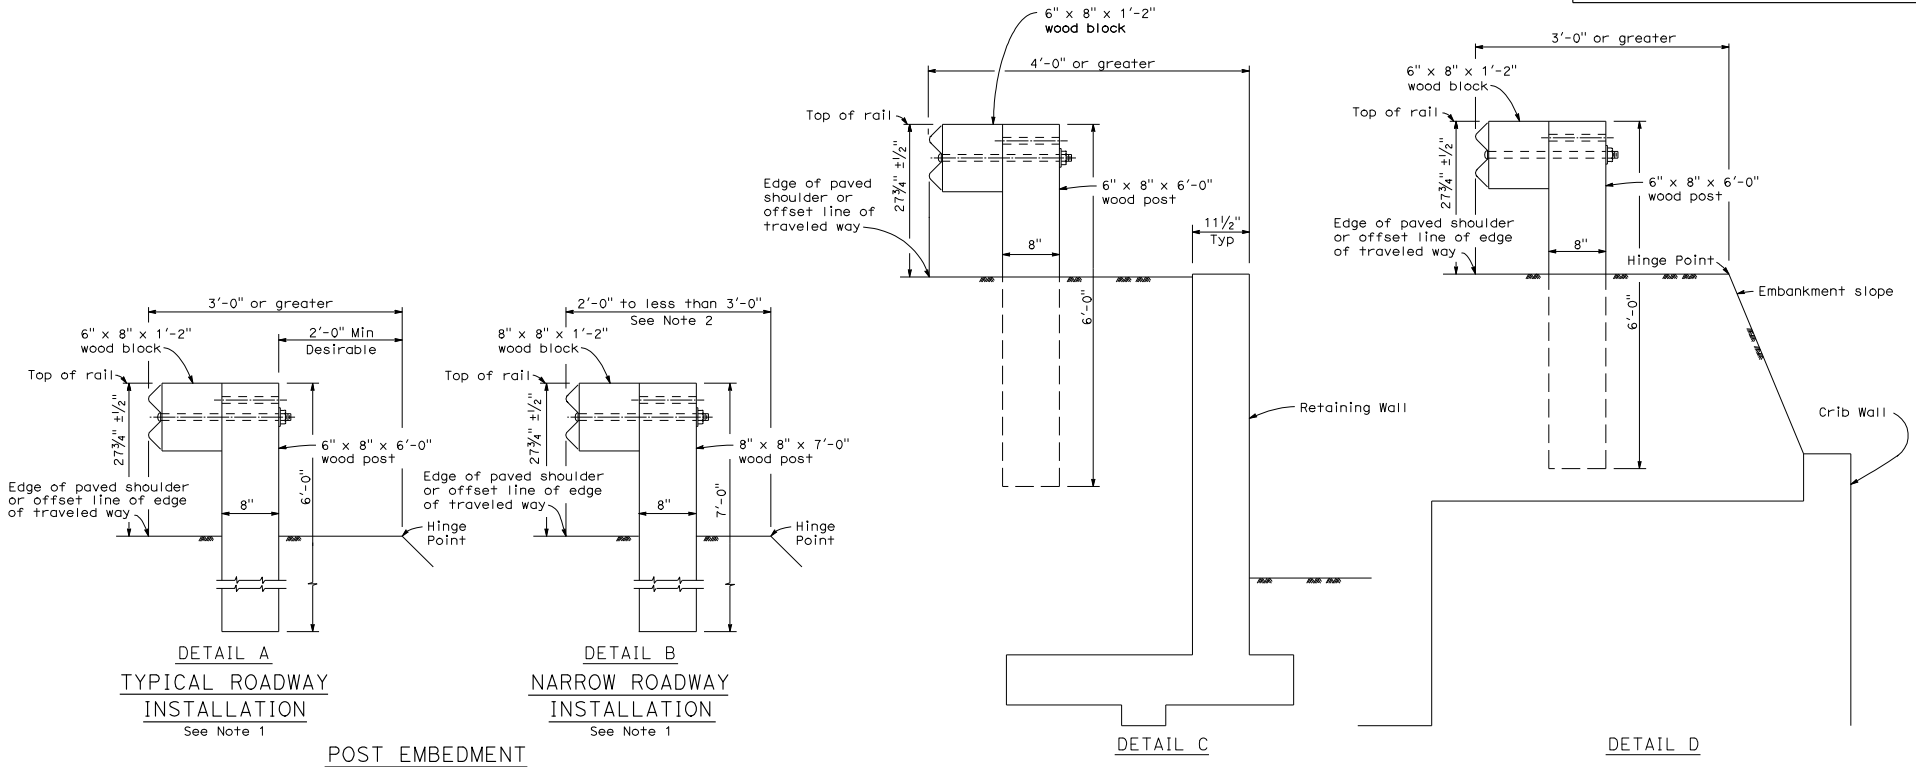 3'-0" or greater
2'-0" Min
Desirable
6" x 8" x 1'-2"
wood block
Top of rail
27¾" ±1/2"
6" x 8" x 6'-0"
wood post
6'-0"
Edge of paved shoulder
or offset line of edge
of traveled way
8"
Hinge
Point
DETAIL A
TYPICAL ROADWAY
INSTALLATION
See Note 1
2'-0" to less than 3'-0"
See Note 2
8" x 8" x 1'-2"
wood block
Top of rail
27¾" ±1/2"
8" x 8" x 7'-0"
wood post
7'-0"
Edge of paved shoulder
or offset line of edge
of traveled way
8"
Hinge
Point
DETAIL B
NARROW ROADWAY
INSTALLATION
See Note 1
POST EMBEDMENT
6" x 8" x 1'-2"
wood block
4'-0" or greater
Top of rail
27¾" ±1/2"
Edge of paved
shoulder or
offset line of
traveled way
6" x 8" x 6'-0"
wood post
11½"
Typ
8"
6'-0"
Retaining Wall
DETAIL C
3'-0" or greater
6" x 8" x 1'-2"
wood block
Top of rail
27¾" ±1/2"
6" x 8" x 6'-0"
wood post
Edge of paved shoulder
or offset line of edge
of traveled way
8"
Hinge Point
6'-0"
Embankment slope
Crib Wall
DETAIL D